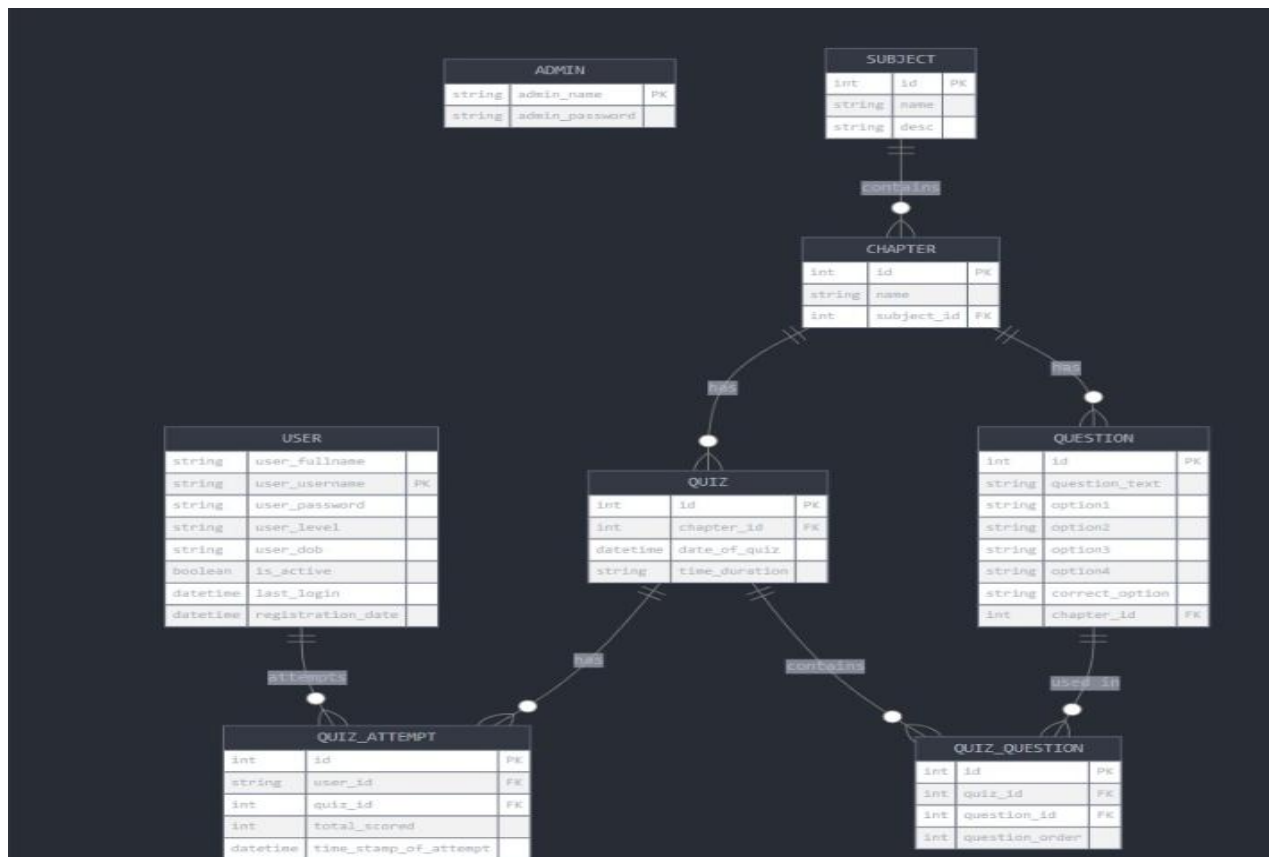 ADMIN
string admin_name PK
string admin_password
SUBJECT
int id PK
string name
string desc
contains
CHAPTER
int id PK
string name
int subject_id FK
has
has
USER
string user_fullname
string user_username PK
string user_password
string user_level
string user_dob
boolean is_active
datetime last_login
datetime registration_date
QUIZ
int id PK
int chapter_id FK
datetime date_of_quiz
string time_duration
QUESTION
int id PK
string question_text
string option1
string option2
string option3
string option4
string correct_option
int chapter_id FK
attempts
has
contains
used in
QUIZ_ATTEMPT
int id PK
string user_id FK
int quiz_id FK
int total_scored
datetime time_stamp_of_attempt
QUIZ_QUESTION
int id PK
int quiz_id FK
int question_id FK
int question_order